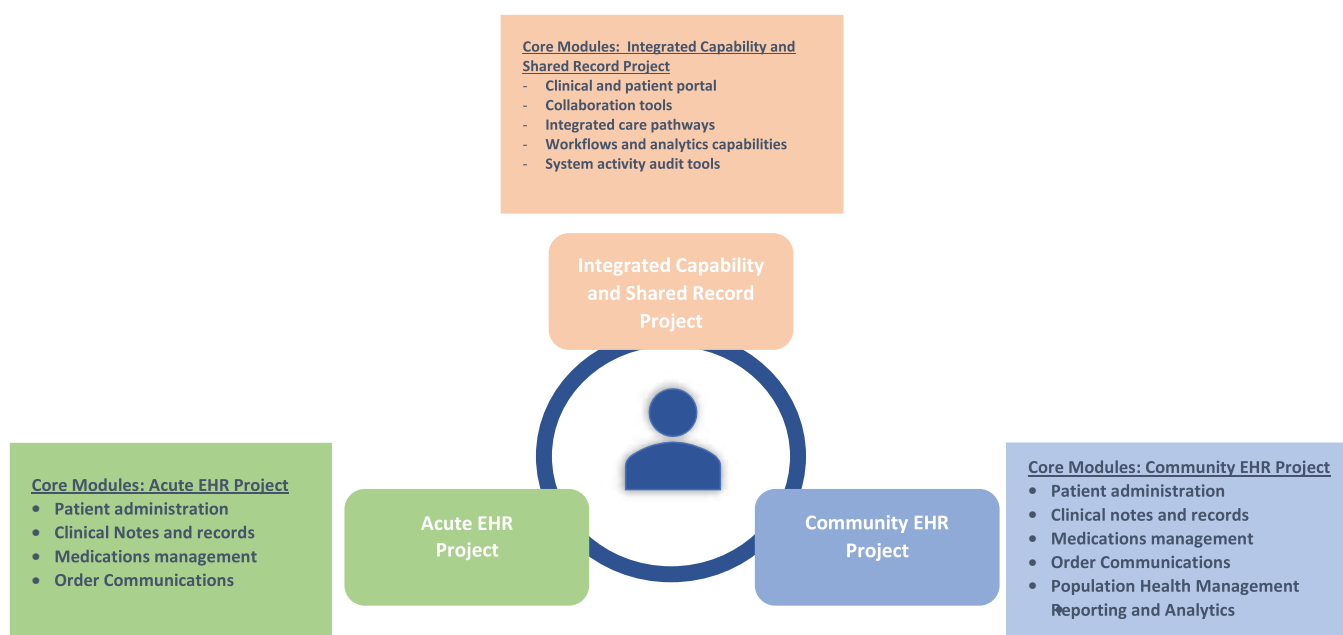 Core Modules:  Integrated Capability and
Shared Record Project
- Clinical and patient portal
- Collaboration tools
- Integrated care pathways
- Workflows and analytics capabilities
- System activity audit tools
Integrated Capability
and Shared Record
Project
Core Modules: Acute EHR Project
• Patient administration
• Clinical Notes and records
• Medications management
• Order Communications
Acute EHR
Project
Community EHR
Project
Core Modules: Community EHR Project
• Patient administration
• Clinical notes and records
• Medications management
• Order Communications
• Population Health Management
Reporting and Analytics